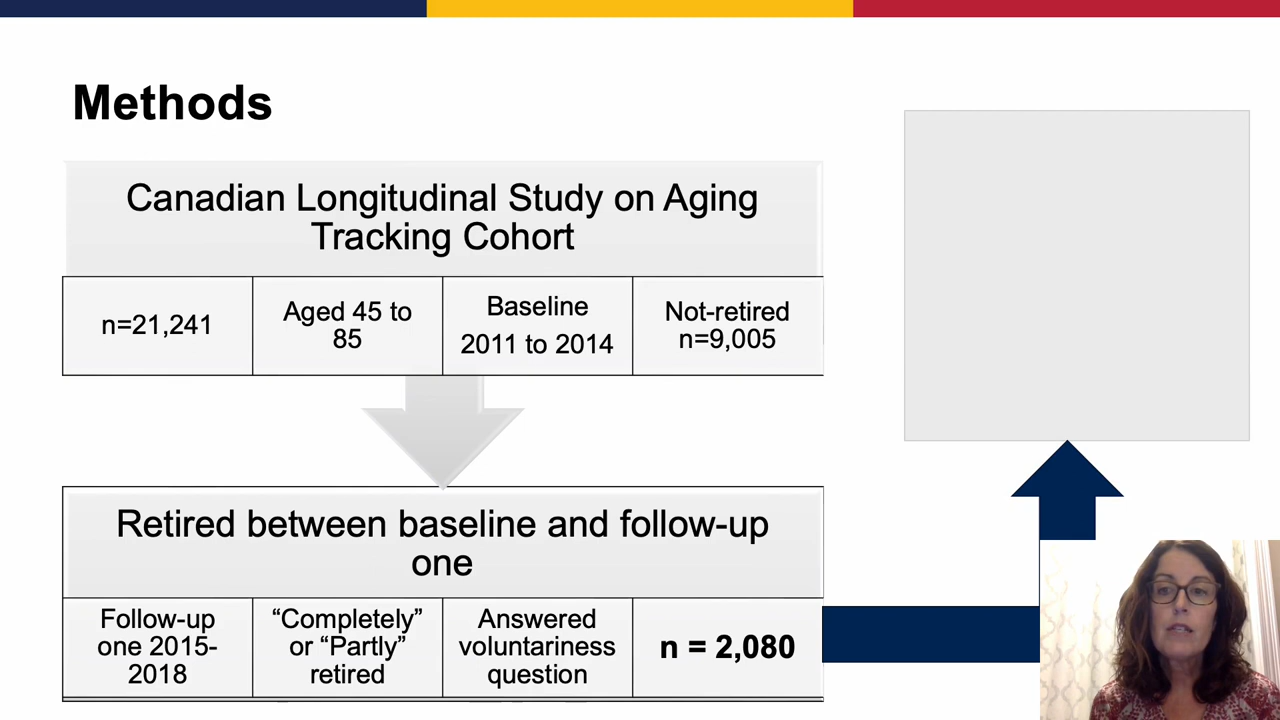 Methods
Canadian Longitudinal Study on Aging
Tracking Cohort
n=21,241
Aged 45 to
85
Baseline
2011 to 2014
Not-retired
n=9,005
Retired between baseline and follow-up
one
Follow-up
one 2015-
2018
“Completely”
or “Partly”
retired
Answered
voluntariness
question
n = 2,080